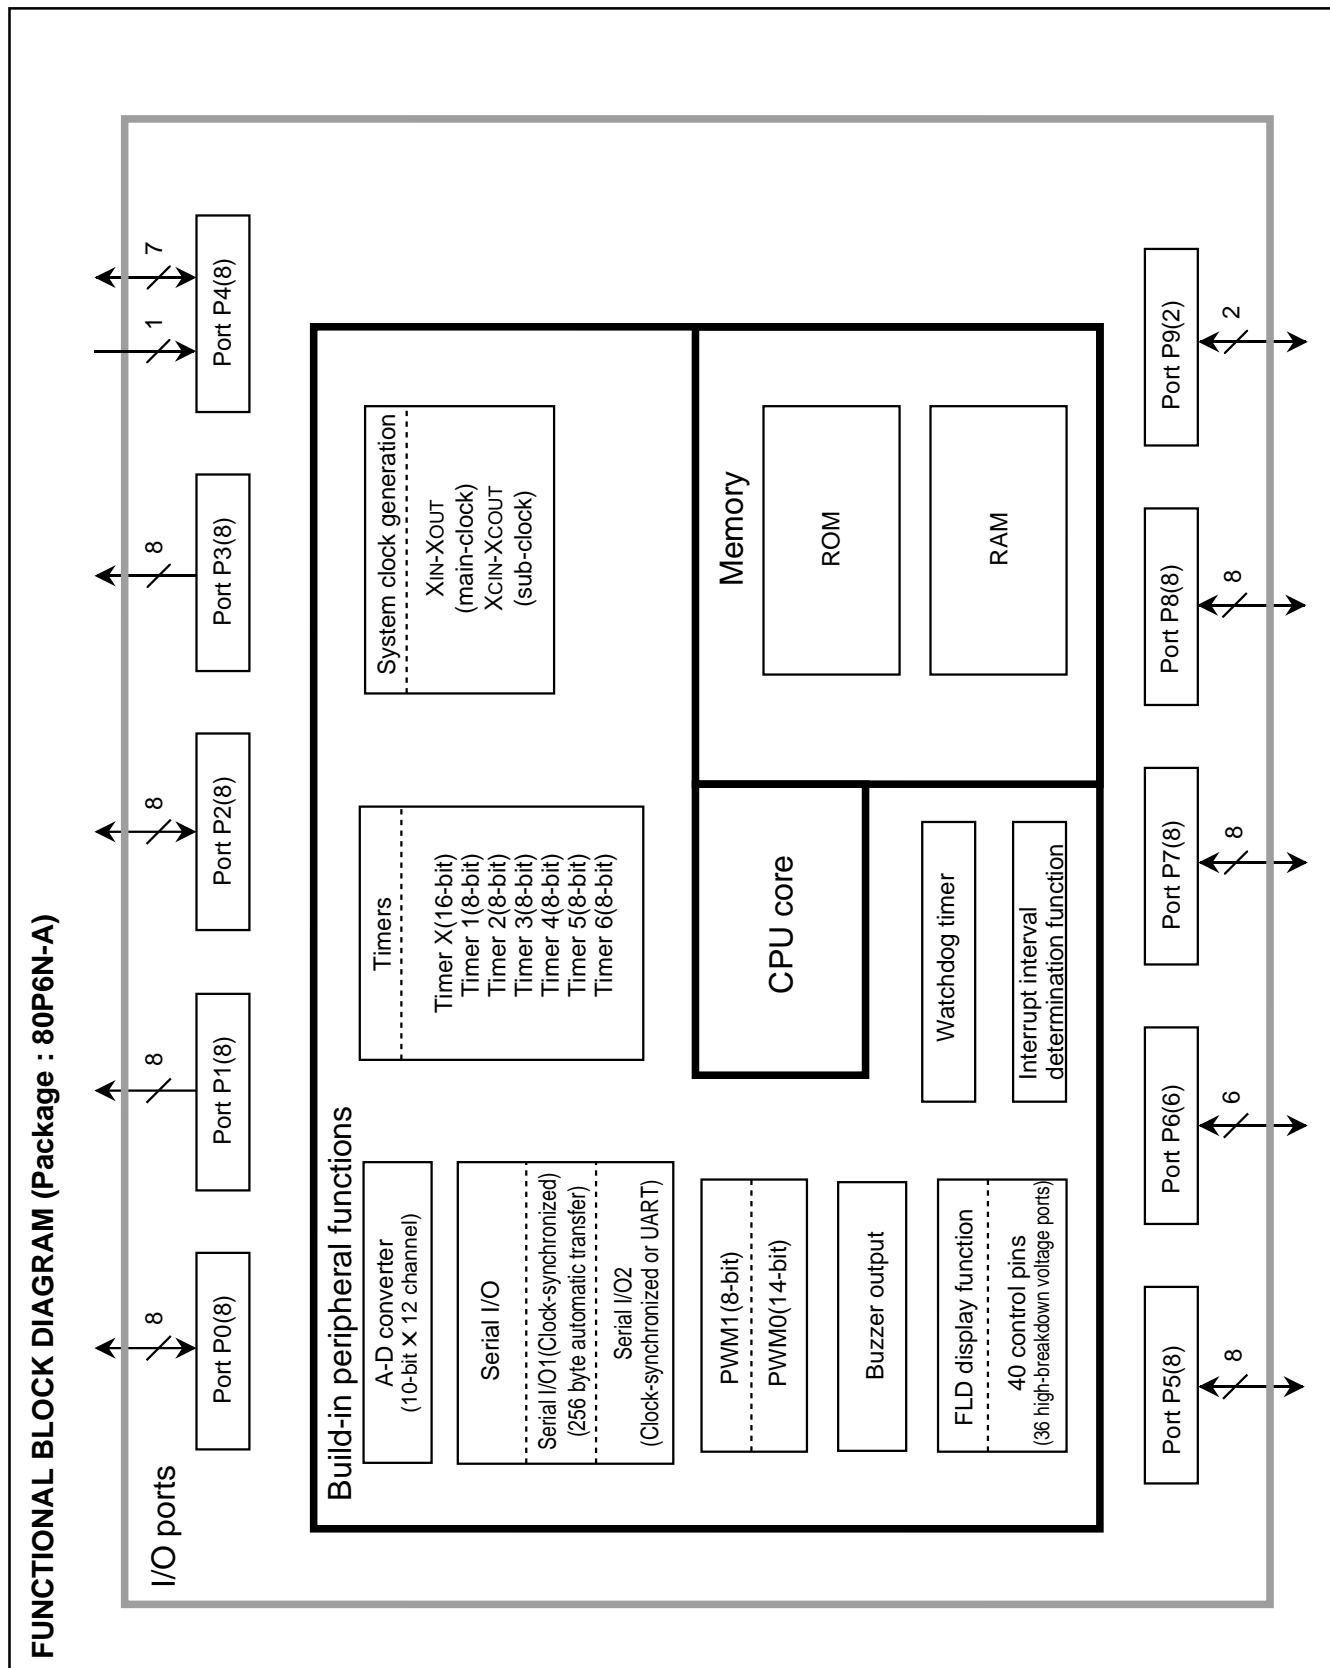 FUNCTIONAL BLOCK DIAGRAM (Package : 80P6N-A)
I/O ports
8
8
8
8
1
7
Port P0(8)
Port P1(8)
Port P2(8)
Port P3(8)
Port P4(8)
Build-in peripheral functions
A-D converter
(10-bit X 12 channel)
Serial I/O
Serial I/O1(Clock-synchronized)
(256 byte automatic transfer)
Serial I/O2
(Clock-synchronized or UART)
PWM1(8-bit)
PWM0(14-bit)
Buzzer output
FLD display function
40 control pins
(36 high-breakdown voltage ports)
Timers
Timer X(16-bit)
Timer 1(8-bit)
Timer 2(8-bit)
Timer 3(8-bit)
Timer 4(8-bit)
Timer 5(8-bit)
Timer 6(8-bit)
CPU core
Watchdog timer
Interrupt interval
determination function
System clock generation
XIN-XOUT
(main-clock)
XCIN-XCOUT
(sub-clock)
Memory
ROM
RAM
Port P5(8)
Port P6(6)
Port P7(8)
Port P8(8)
Port P9(2)
8
6
8
8
2